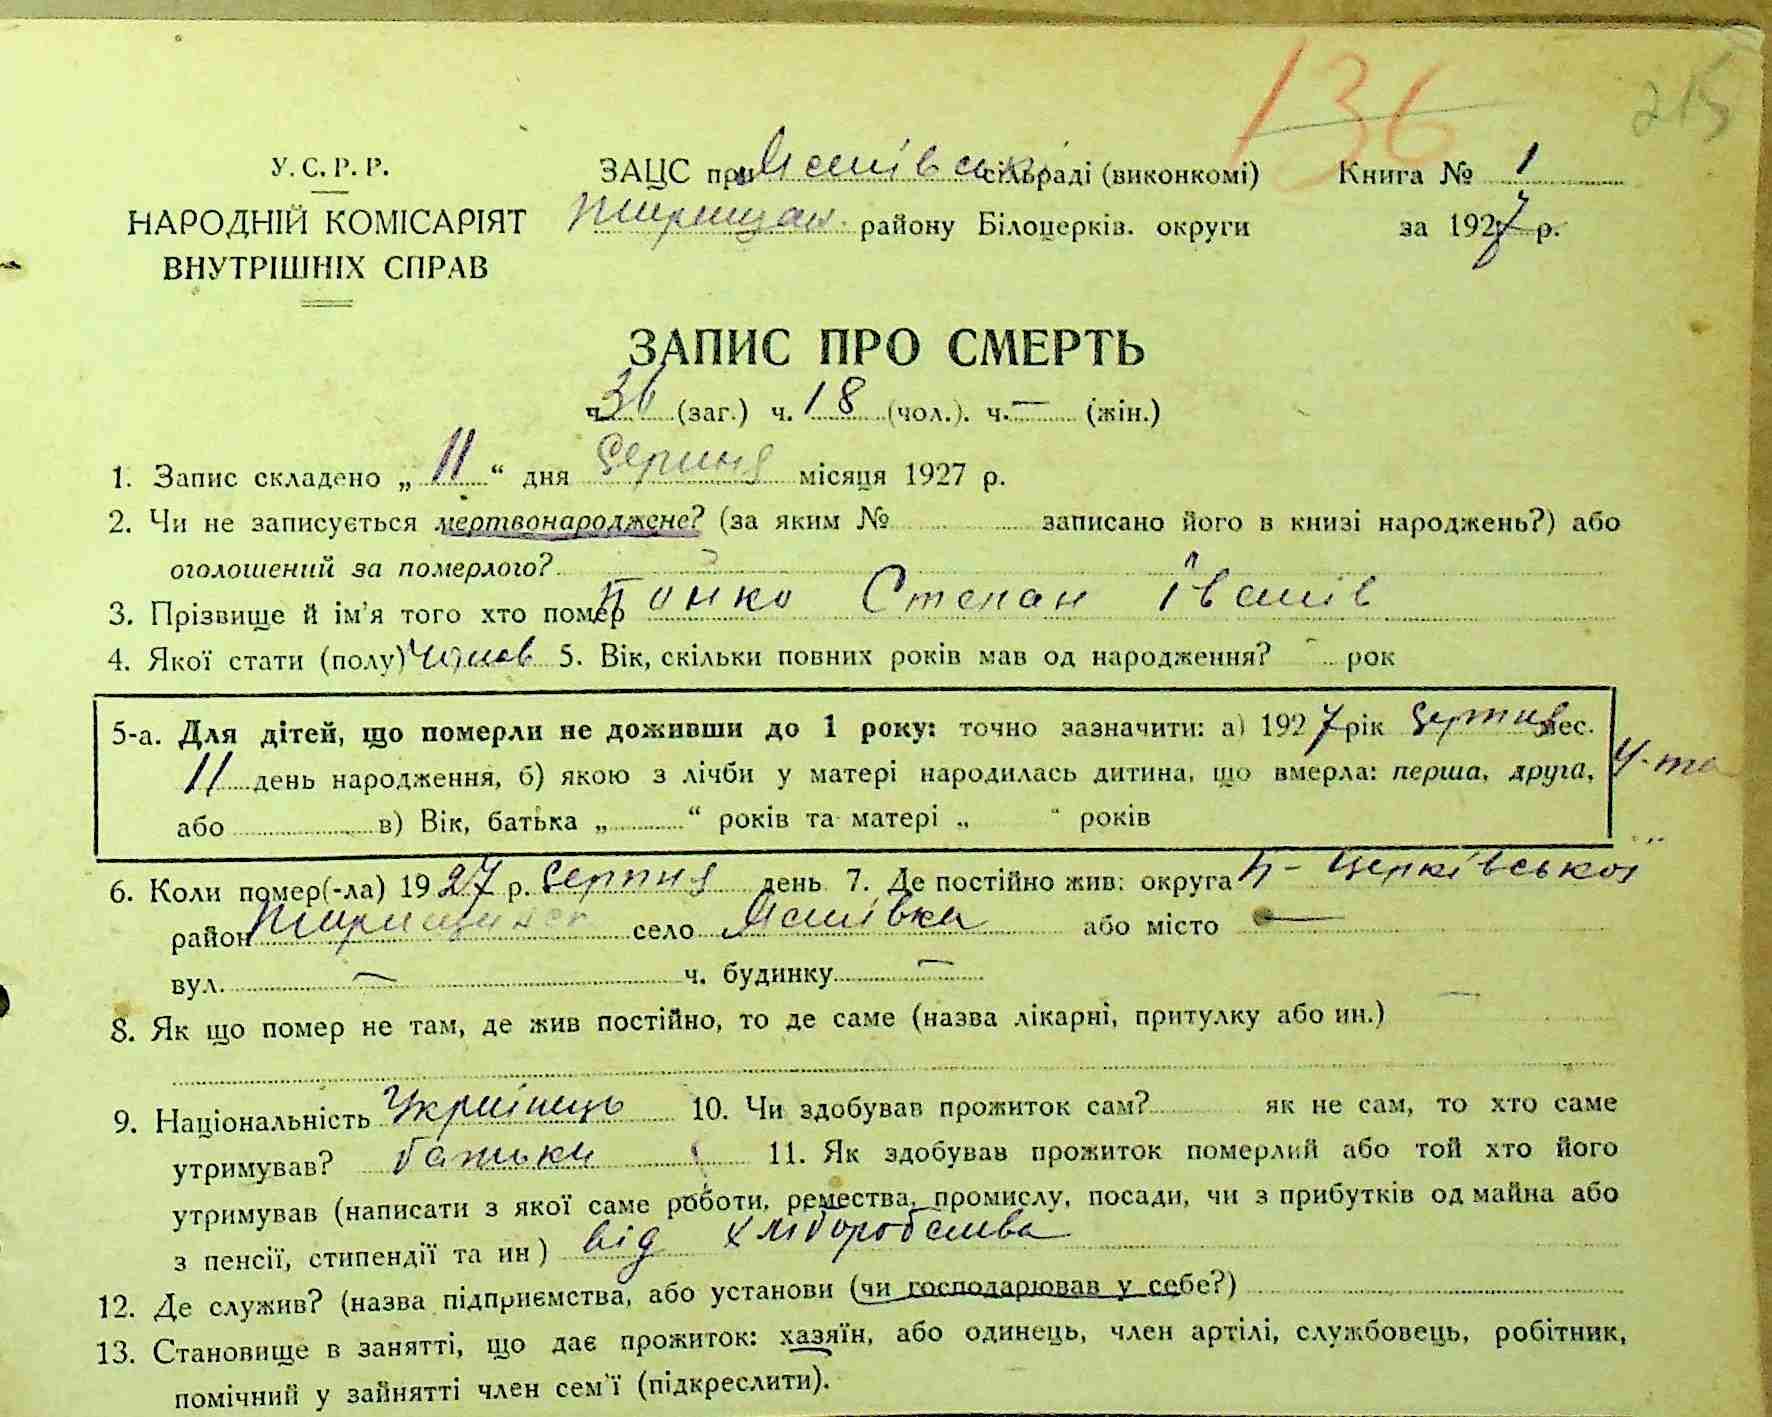 136 215
У.С.Р.Р.
НАРОДНІЙ КОМІСАРІЯТ
ВНУТРІШНІХ СПРАВ
ЗАЦС при сільраді (виконкомі) Книга № 1
району Білоцерків. округи за 1927 р.
ЗАПИС ПРО СМЕРТЬ
ч. 36 (заг.) ч. 18 (чол.). ч. — (жін.)
1. Запис складено „ 11 “ дня Серпня місяця 1927 р.
2. Чи не записується мертвонароджене? (за яким № записано його в книзі народжень?) або
оголошений за померлого?
3. Прізвище й ім'я того хто помер Бойко Степан Іванів
4. Якої стати (полу) Чолов 5. Вік, скільки повних років мав од народження? - рок
5-а. Для дітей, що померли не доживши до 1 року: точно зазначити: а) 1927 рік Серпня мес.
11 день народження, б) якою з лічби у матері народилась дитина, що вмерла: перша, друга, 4-та
або в) Вік, батька „ “ років та матері „ “ років
6. Коли помер(-ла) 1927 р. Серпня день 7. Де постійно жив: округа Б-Церківської
район село або місто —
вул. — ч. будинку —
8. Як що помер не там, де жив постійно, то де саме (назва лікарні, притулку або ин.) —
9. Національність Українець 10. Чи здобував прожиток сам? як не сам, то хто саме
утримував? батьки 11. Як здобував прожиток померлий або той хто його
утримував (написати з якої саме роботи, ремества, промислу, посади, чи з прибутків од майна або
з пенсії, стипендії та ин) від хліборобства
12. Де служив? (назва підприємства, або установи (чи господарював у себе?)
13. Становище в занятті, що дає прожиток: хазяїн, або одинець, член артілі, службовець, робітник,
помічний у зайнятті член сем'ї (підкреслити).